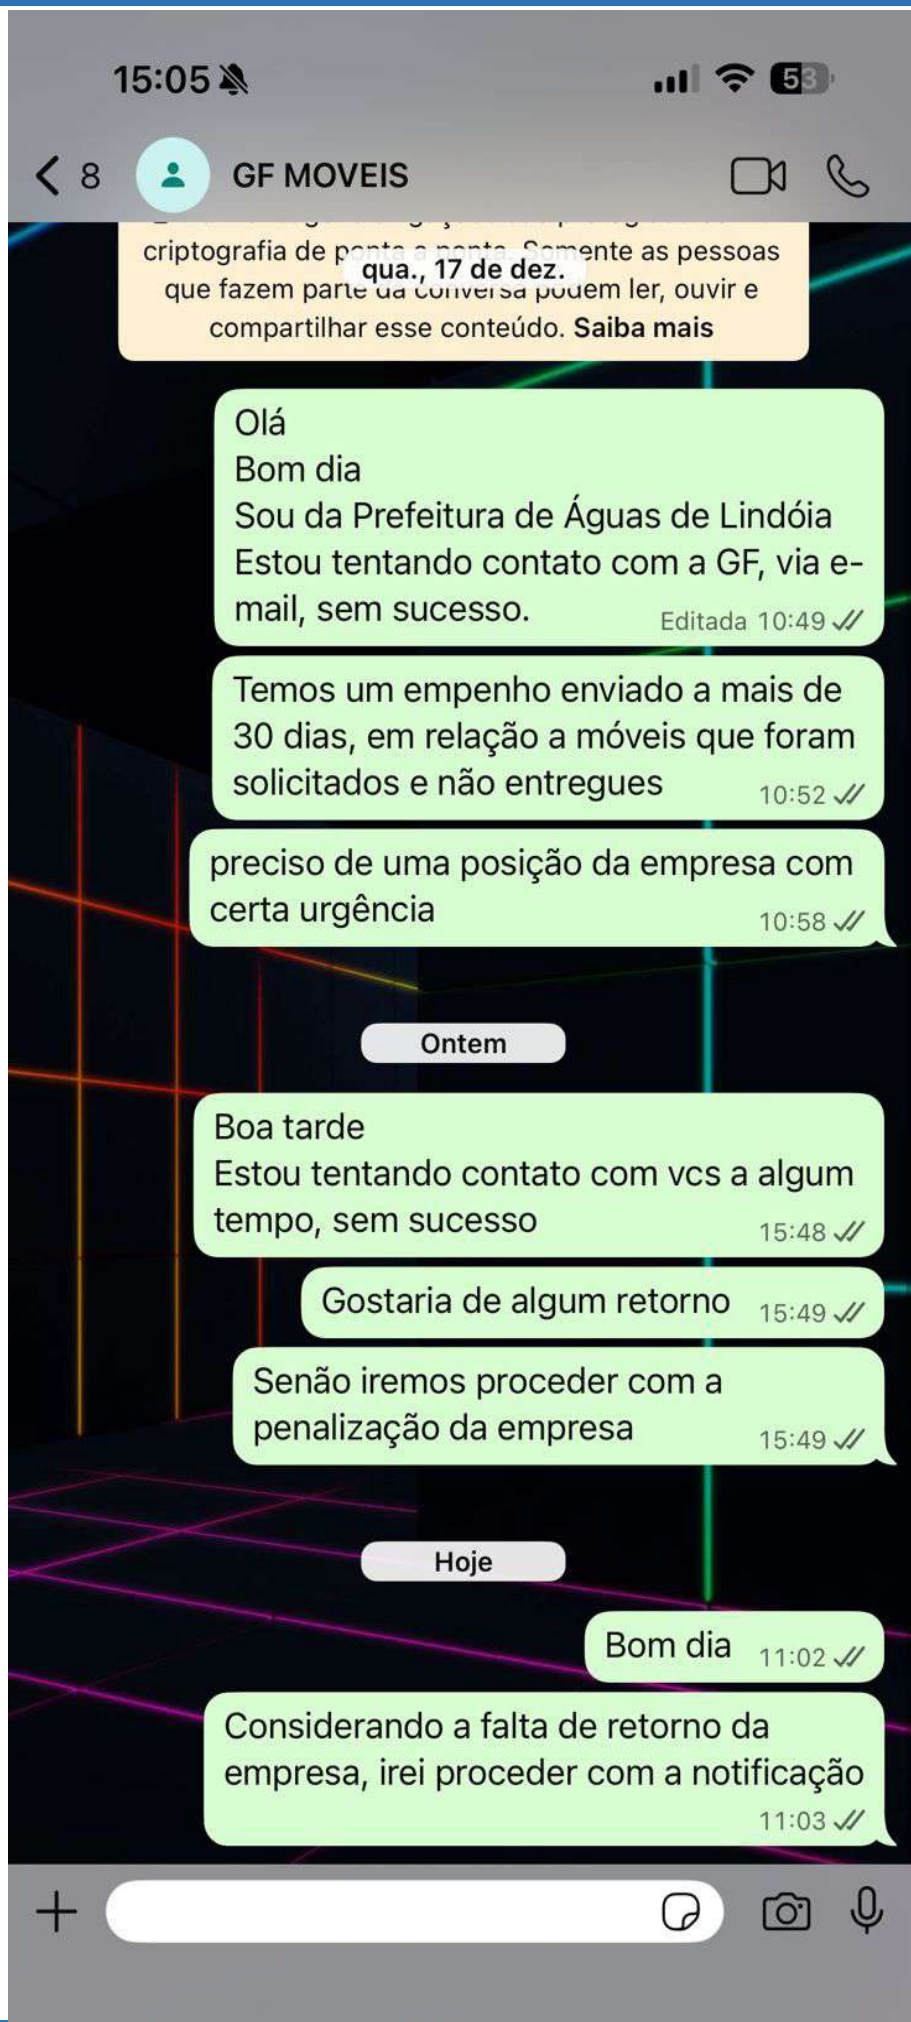 15:05
53
8
GF MOVEIS
criptografia de ponta a ponta. Somente as pessoas
qua., 17 de dez.
que fazem parte da conversa podem ler, ouvir e
compartilhar esse conteúdo. Saiba mais
Olá
Bom dia
Sou da Prefeitura de Águas de Lindóia
Estou tentando contato com a GF, via e-
mail, sem sucesso.
Editada 10:49
Temos um empenho enviado a mais de
30 dias, em relação a móveis que foram
solicitados e não entregues
10:52
preciso de uma posição da empresa com
certa urgência
10:58
Ontem
Boa tarde
Estou tentando contato com vcs a algum
tempo, sem sucesso
15:48
Gostaria de algum retorno 15:49
Senão iremos proceder com a
penalização da empresa
15:49
Hoje
Bom dia 11:02
Considerando a falta de retorno da
empresa, irei proceder com a notificação
11:03